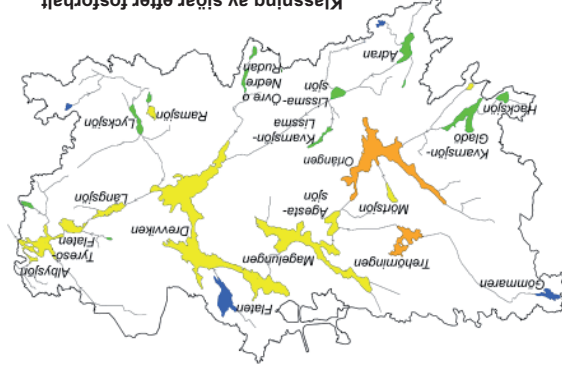 Flaten
Gömmaren
Trehörningen
Magelungen
Drevviken
Albysjön
Tyresö-
Flaten
Mörtsjön
Ågesta-
sjön
Långsjön
Orlången
Kvarnsjön-
Gladö
Kvarnsjön-
Lissma
Lissma-
sjön
Övre o
Nedre
Rudan
Ramsjön
Lycksjön
Hacksjön
Ådran
Klassning av sjöar efter fosforhalt